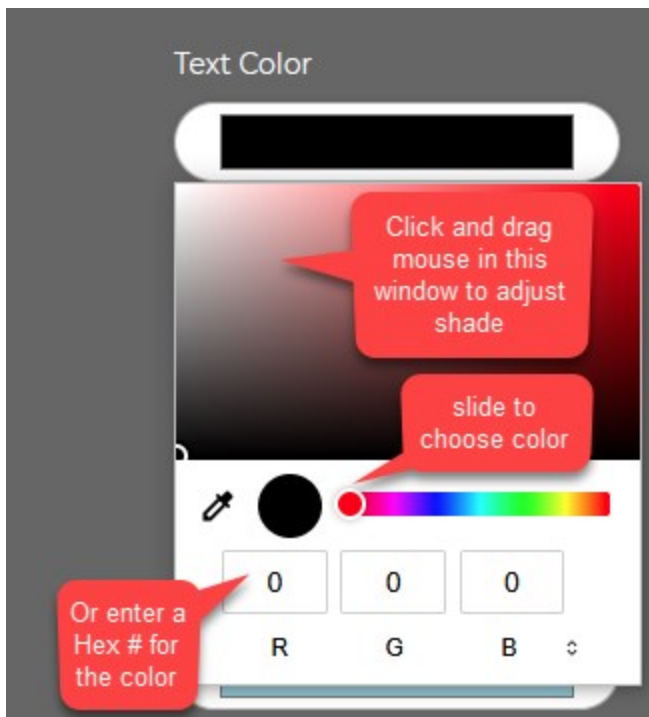 Text Color
Click and drag
mouse in this
window to adjust
shade
slide to
choose color
0 0 0
Or enter a
Hex # for
the color
R G B